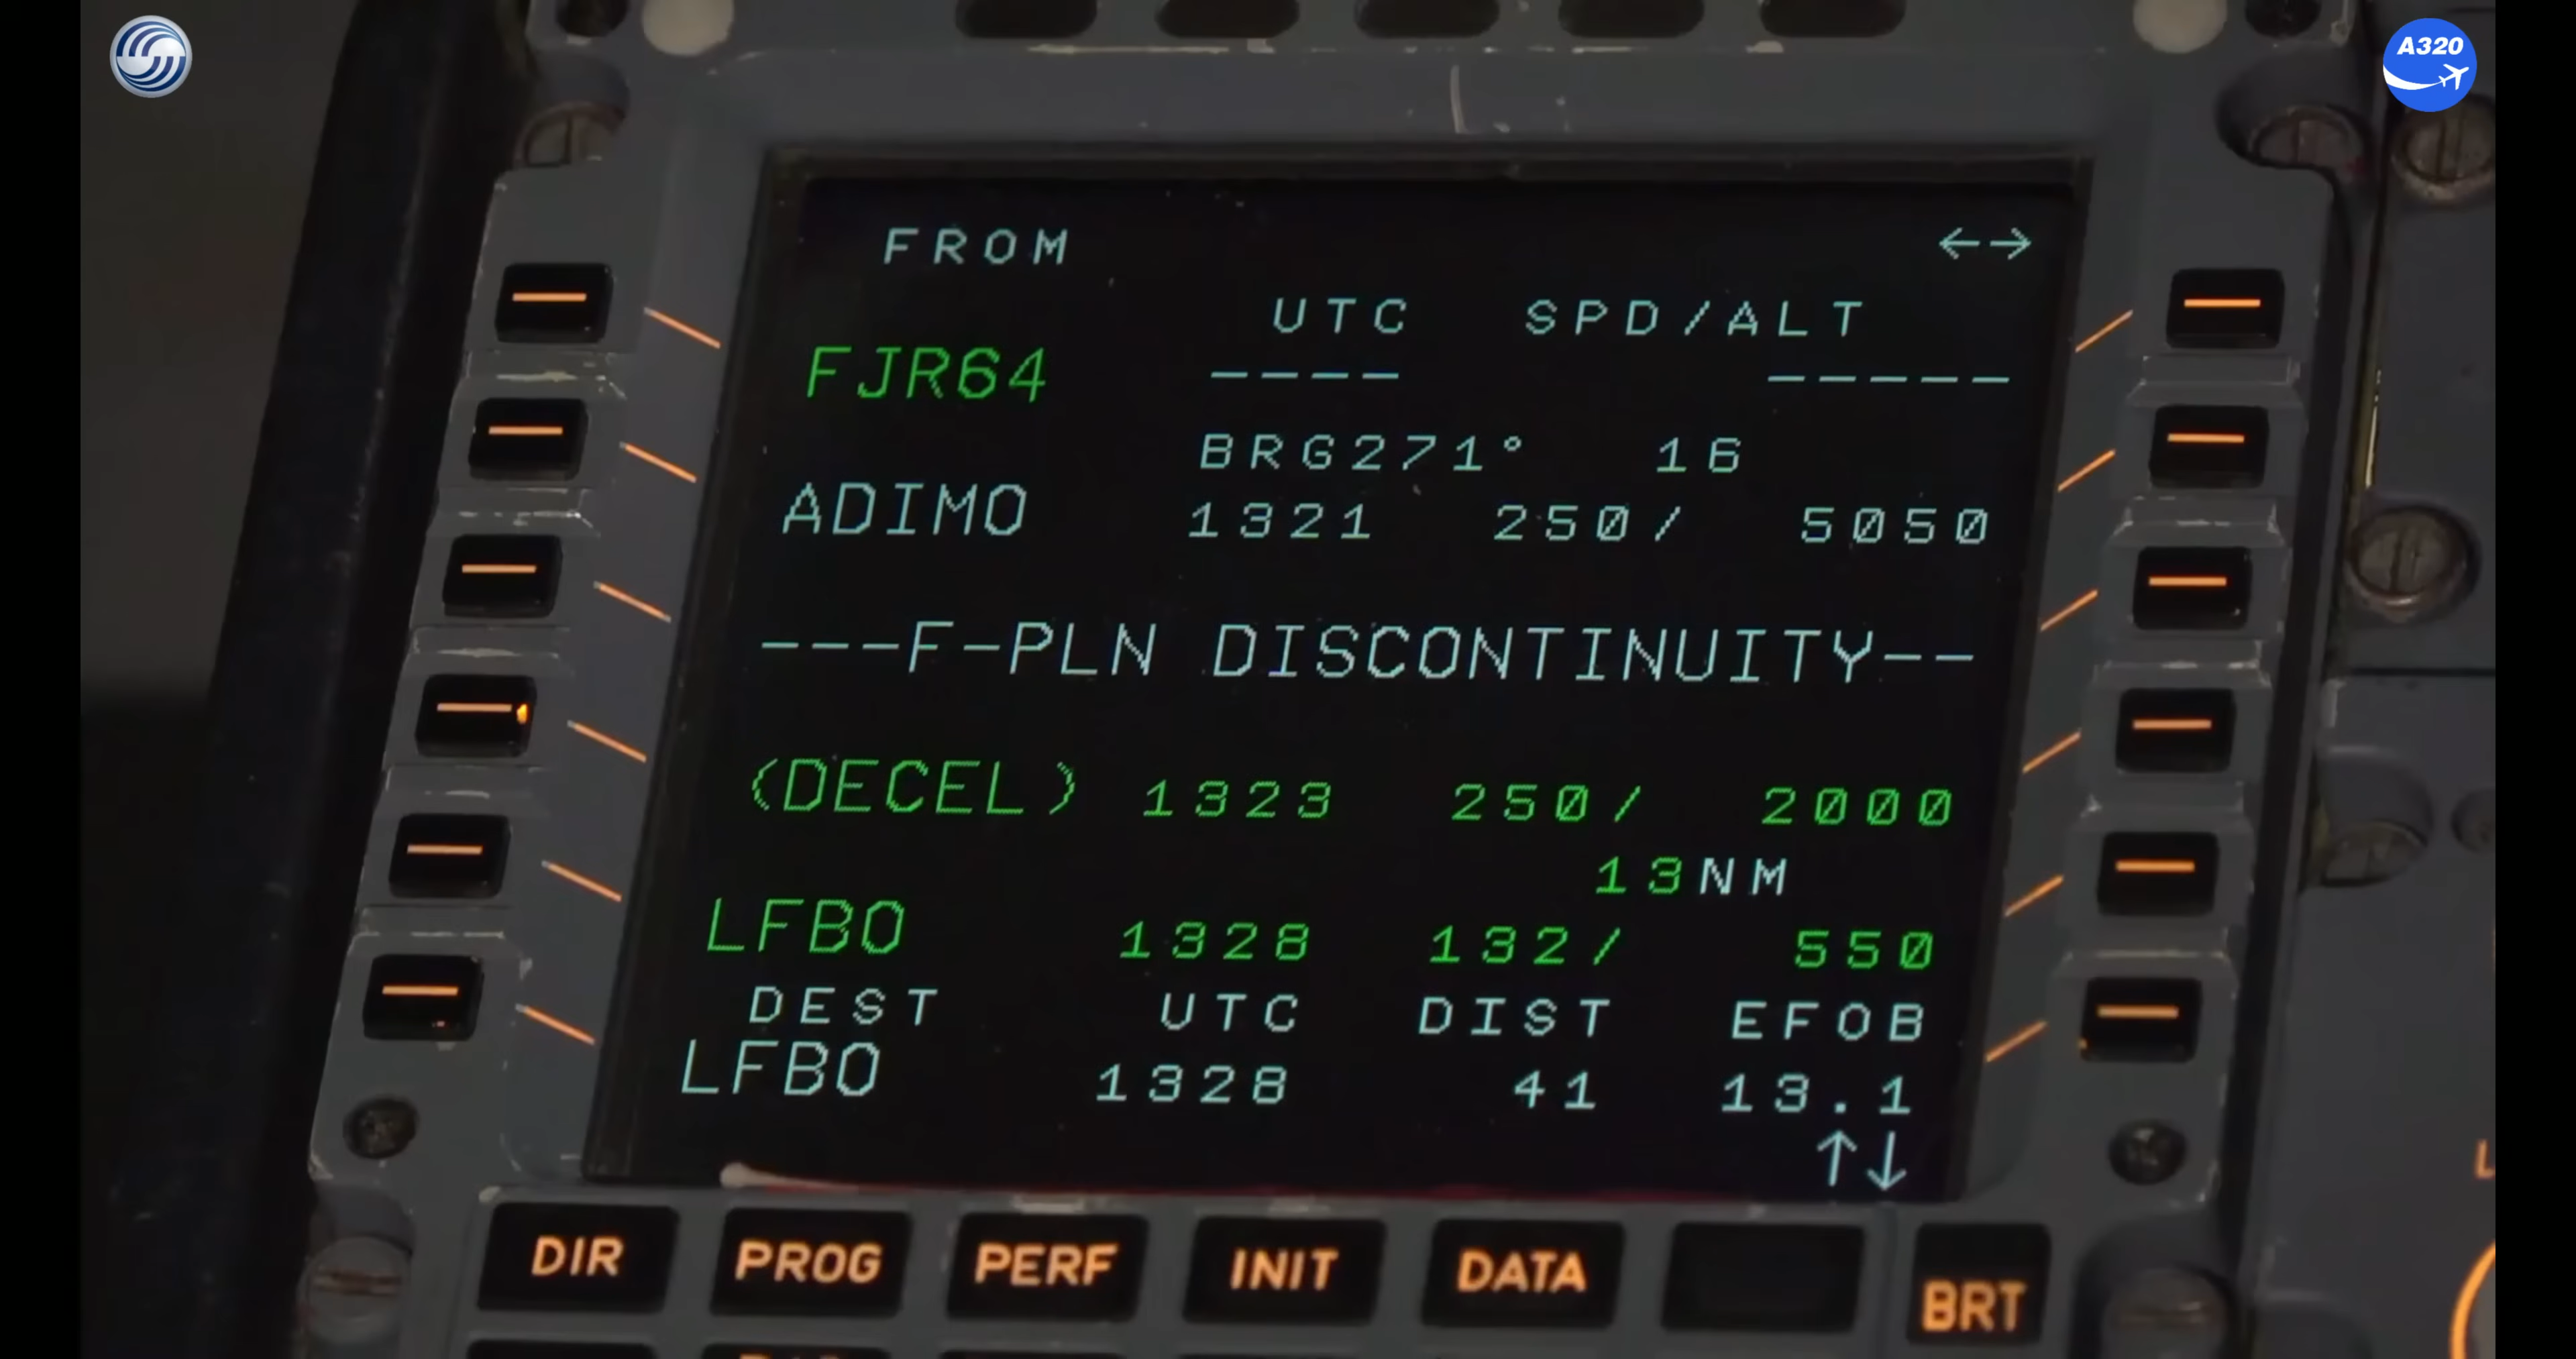 A320
FROM ←→
UTC SPD/ALT
FJR64 ---- -----
BRG271° 16
ADIMO 1321 250/ 5050
---F-PLN DISCONTINUITY--
(DECEL) 1323 250/ 2000
13NM
LFBO 1328 132/ 550
DEST UTC DIST EFOB
LFBO 1328 41 13.1
↑↓
DIR PROG PERF INIT DATA
BRT